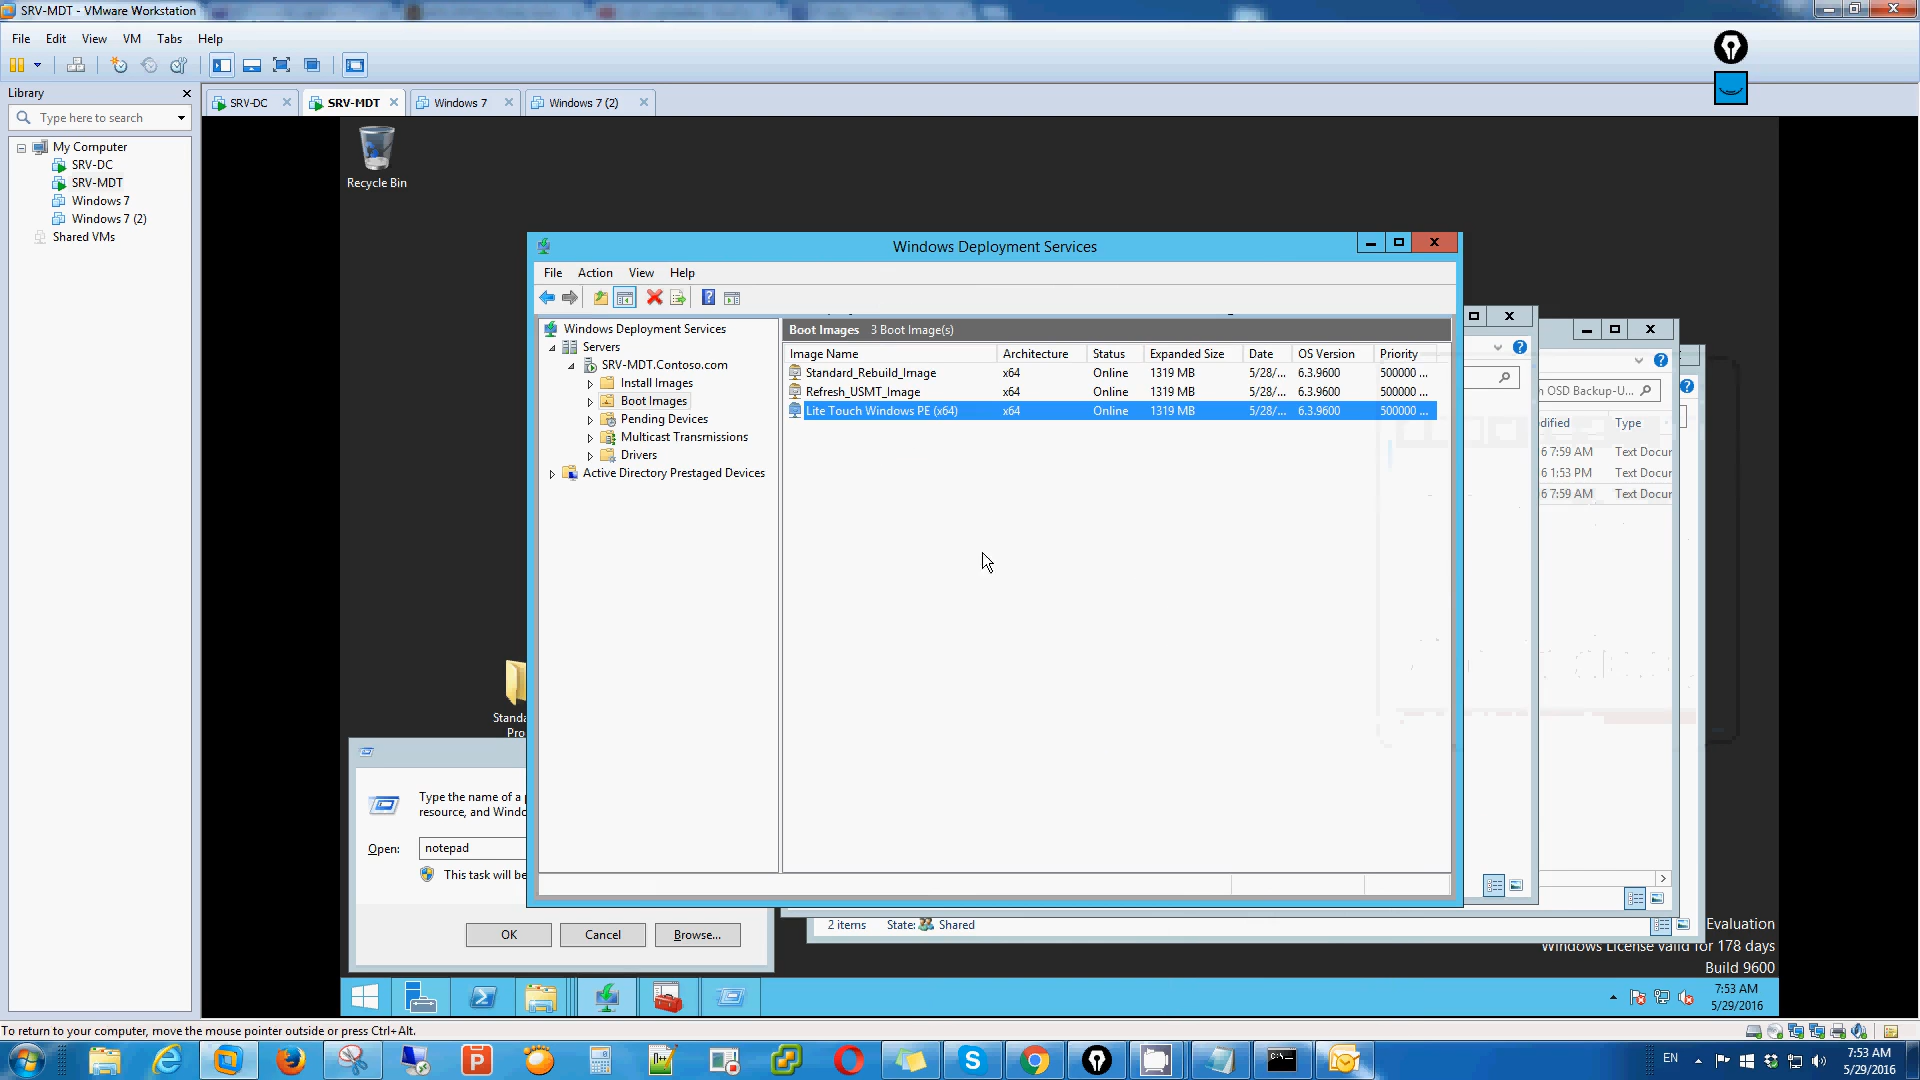 SRV-MDT - VMware Workstation
File Edit View VM Tabs Help
Library
Type here to search
My Computer
SRV-DC
SRV-MDT
Windows 7
Windows 7 (2)
Shared VMs
SRV-DC SRV-MDT Windows 7 Windows 7 (2)
Recycle Bin
Windows Deployment Services
File Action View Help
Windows Deployment Services
Servers
SRV-MDT.Contoso.com
Install Images
Boot Images
Pending Devices
Multicast Transmissions
Drivers
Active Directory Prestaged Devices
Boot Images 3 Boot Image(s)
Image Name Architecture Status Expanded Size Date OS Version Priority
Standard_Rebuild_Image x64 Online 1319 MB 5/28/... 6.3.9600 500000 ...
Refresh_USMT_Image x64 Online 1319 MB 5/28/... 6.3.9600 500000 ...
Lite Touch Windows PE (x64) x64 Online 1319 MB 5/28/... 6.3.9600 500000 ...
OSD Backup-U...
dified Type
6 7:59 AM Text Docur
6 1:53 PM Text Docur
6 7:59 AM Text Docur
Standa
Pro
Type the name of a p
resource, and Windo
Open: notepad
This task will be
OK Cancel Browse...
2 items State: Shared
Evaluation
Windows License valid for 178 days
Build 9600
7:53 AM
5/29/2016
To return to your computer, move the mouse pointer outside or press Ctrl+Alt.
EN
7:53 AM
5/29/2016